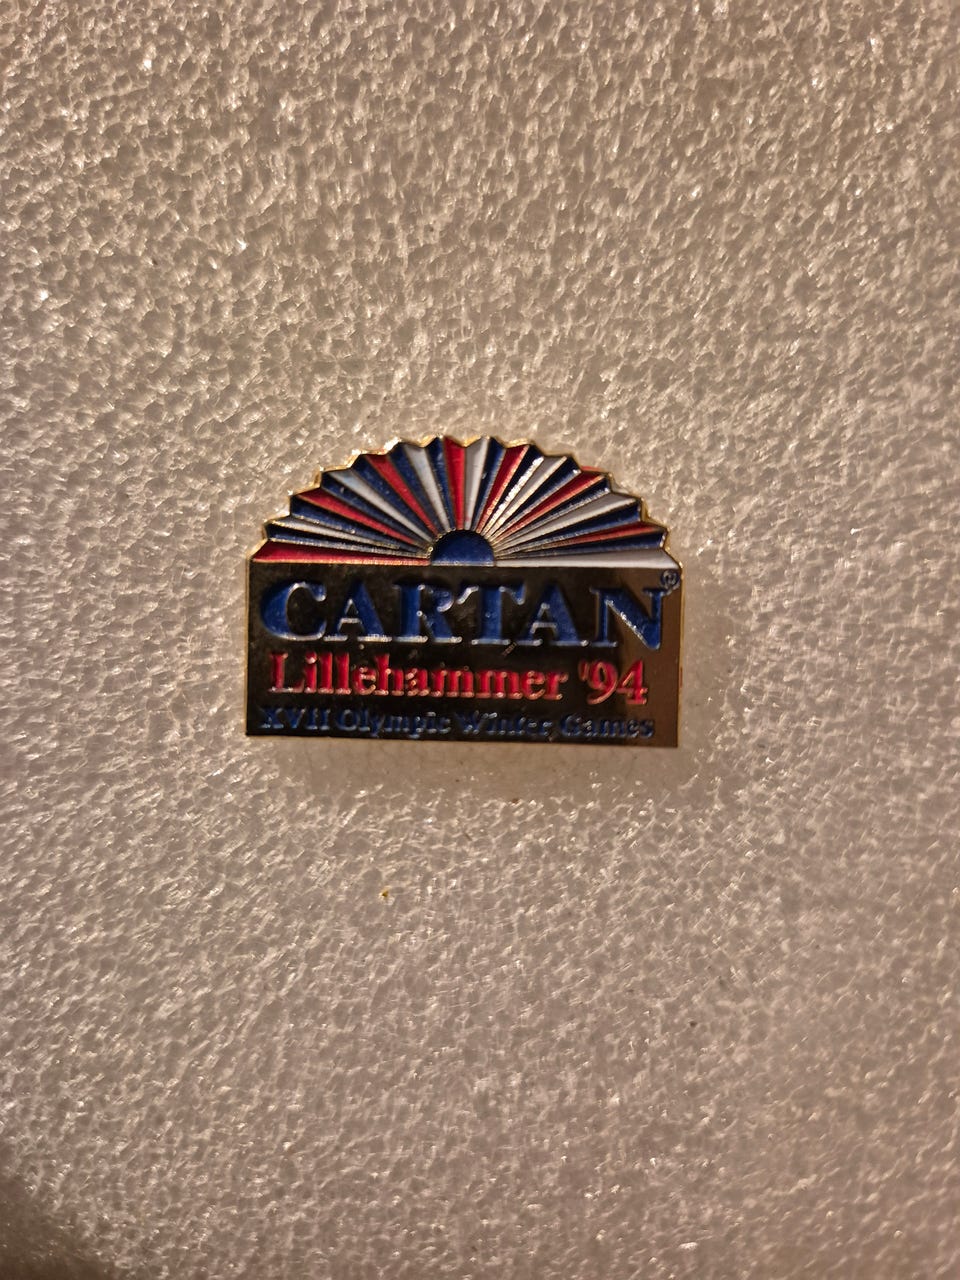 CARTAN®
Lillehammer '94
XVII Olympic Winter Games